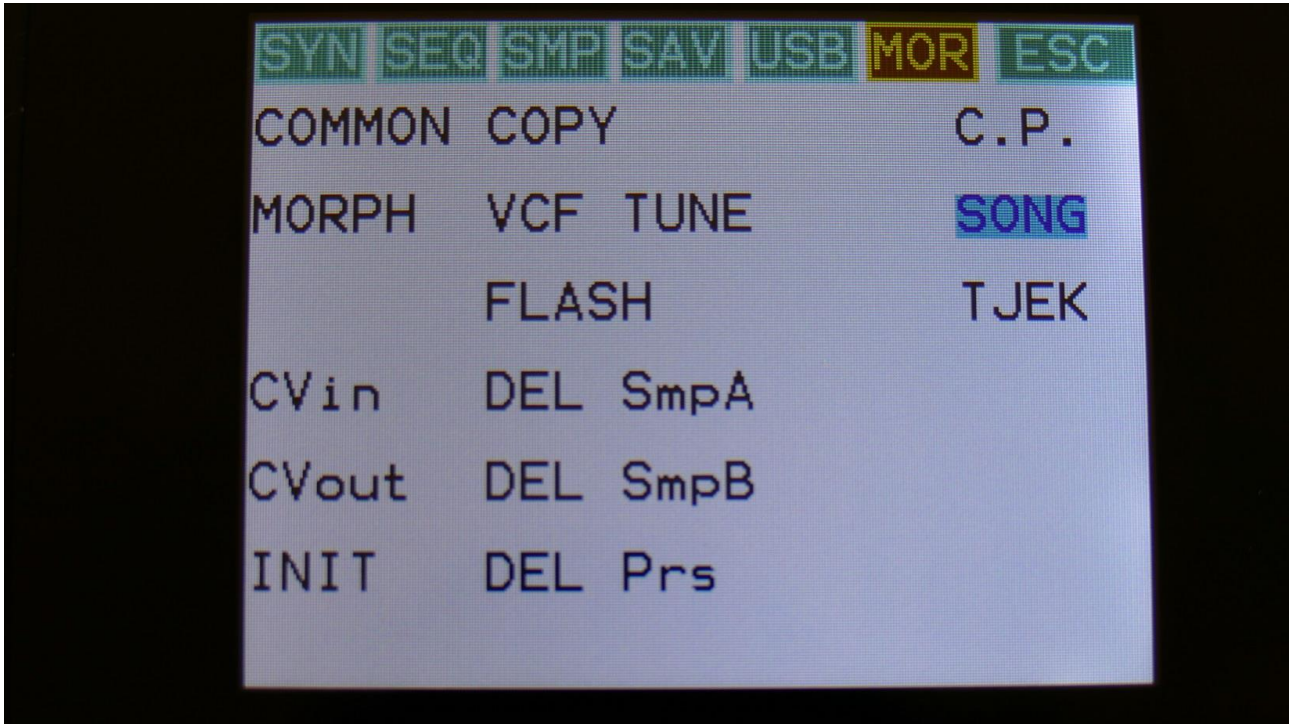 SYN SEQ SMP SAV USB MOR ESC
COMMON COPY C.P.
MORPH VCF TUNE SONG
FLASH TJEK
CVin DEL SmpA
CVout DEL SmpB
INIT DEL Prs